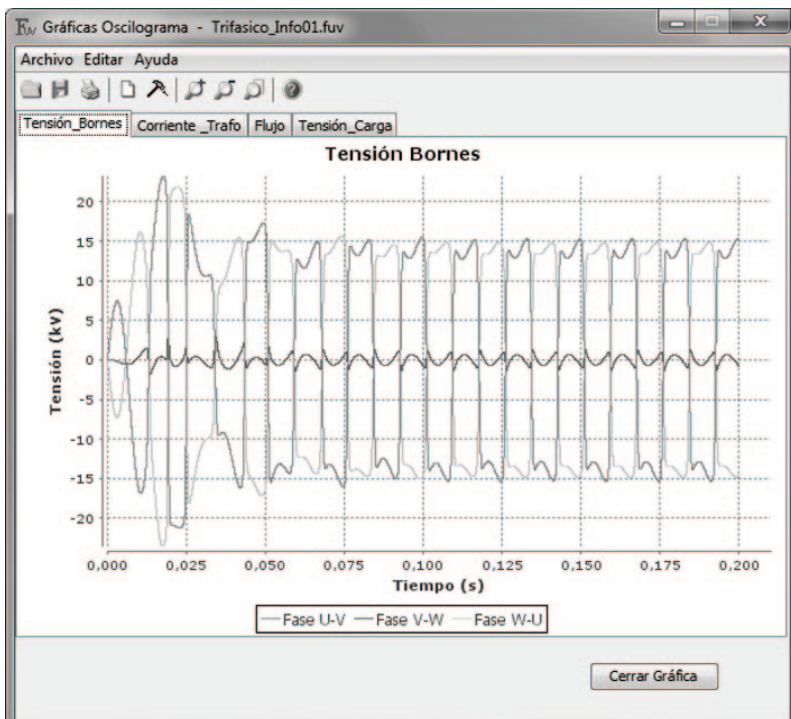 Fuv Gráficas Oscilograma - Trifasico_Info01.fuv
Archivo Editar Ayuda
Tensión_Bornes Corriente _Trafo Flujo Tensión_Carga
Tensión Bornes
Tensión (kV)
20
15
10
5
0
-5
-10
-15
-20
0,000 0,025 0,050 0,075 0,100 0,125 0,150 0,175 0,200
Tiempo (s)
Fase U-V Fase V-W Fase W-U
Cerrar Gráfica